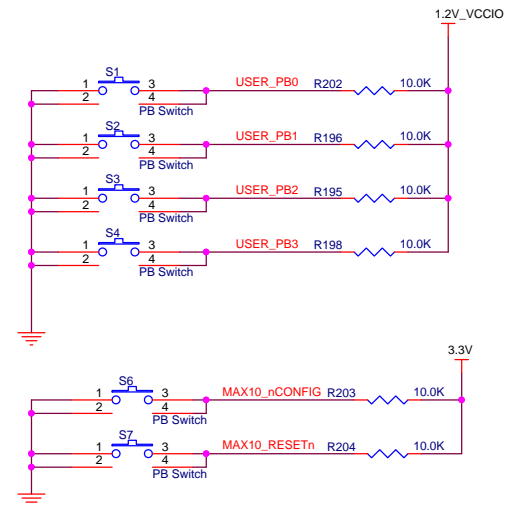 1.2V_VCCIO
S1
1 3 USER_PB0 R202 10.0K
2 4
PB Switch
S2
1 3 USER_PB1 R196 10.0K
2 4
PB Switch
S3
1 3 USER_PB2 R195 10.0K
2 4
PB Switch
S4
1 3 USER_PB3 R198 10.0K
2 4
PB Switch
3.3V
S6
1 3 MAX10_nCONFIG R203 10.0K
2 4
PB Switch
S7
1 3 MAX10_RESETn R204 10.0K
2 4
PB Switch